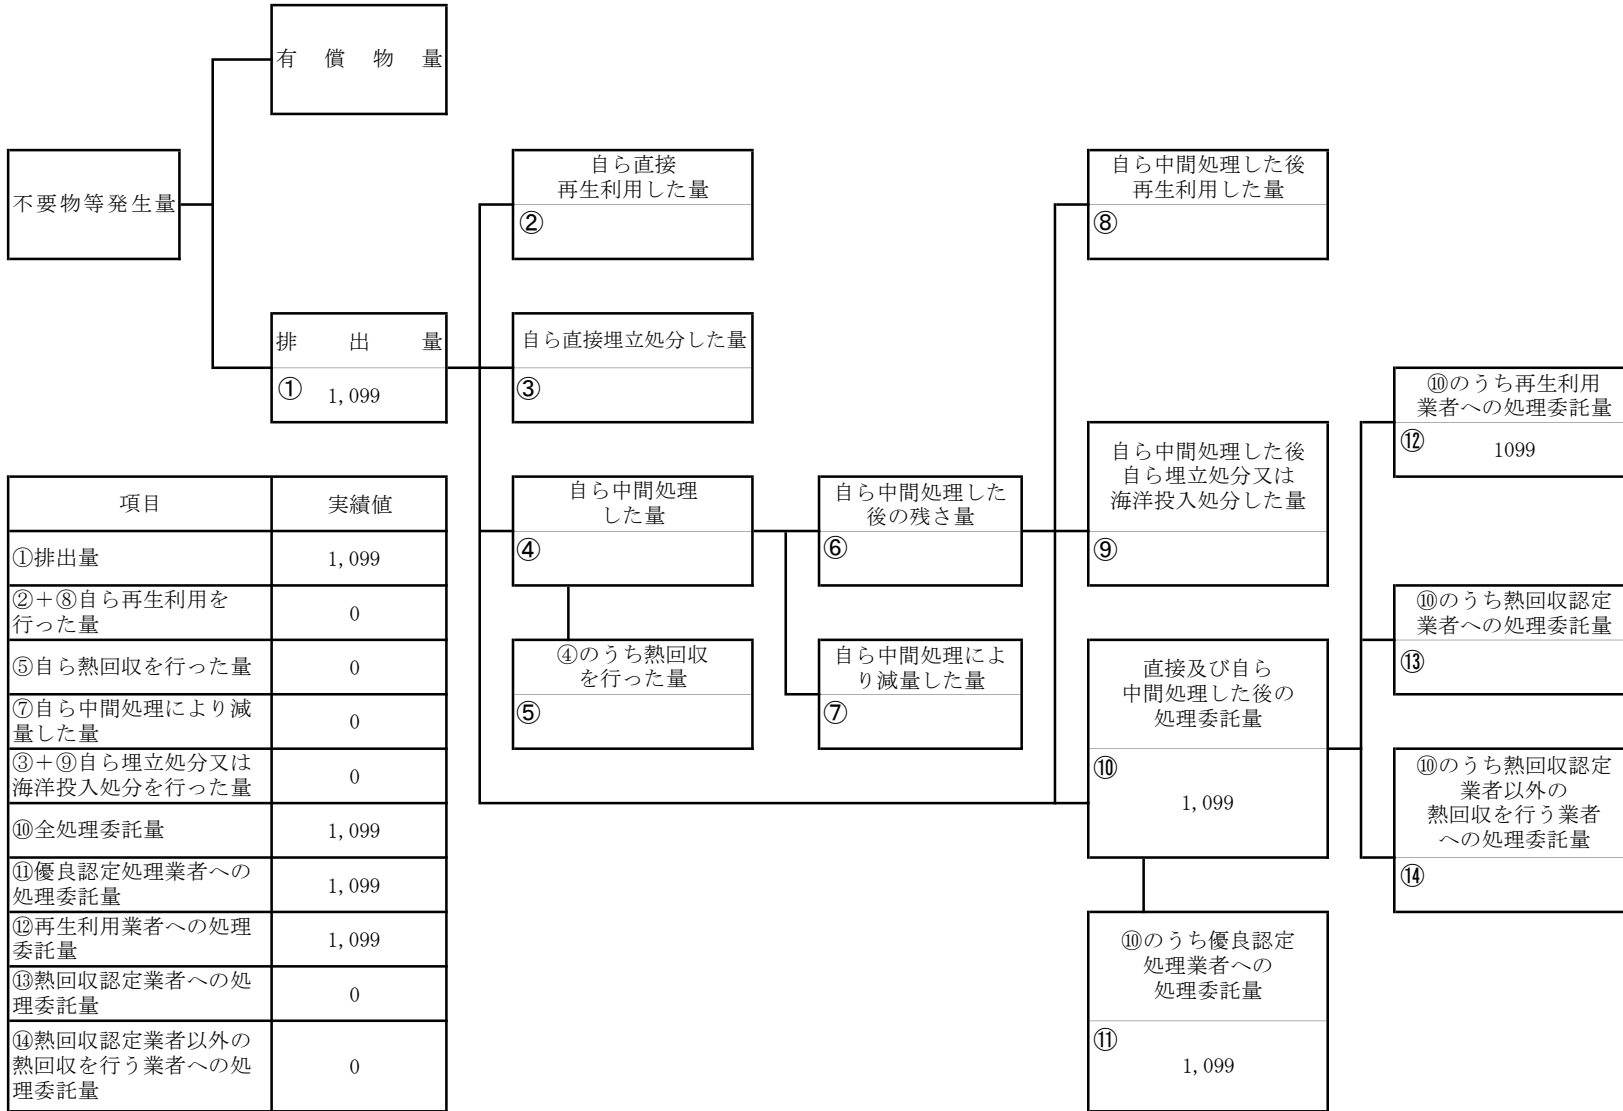 有償物量
不要物等発生量
排出量
① 1,099
自ら直接
再生利用した量
②
自ら直接埋立処分した量
③
自ら中間処理
した量
④
④のうち熱回収
を行った量
⑤
自ら中間処理した
後の残さ量
⑥
自ら中間処理によ
り減量した量
⑦
自ら中間処理した後
再生利用した量
⑧
自ら中間処理した後
自ら埋立処分又は
海洋投入処分した量
⑨
直接及び自ら
中間処理した後の
処理委託量
⑩
1,099
⑩のうち優良認定
処理業者への
処理委託量
⑪
1,099
⑩のうち再生利用
業者への処理委託量
⑫ 1099
⑩のうち熱回収認定
業者への処理委託量
⑬
⑩のうち熱回収認定
業者以外の
熱回収を行う業者
への処理委託量
⑭
項目 実績値
①排出量 1,099
②+⑧自ら再生利用を
行った量 0
⑤自ら熱回収を行った量 0
⑦自ら中間処理により減
量した量 0
③+⑨自ら埋立処分又は
海洋投入処分を行った量 0
⑩全処理委託量 1,099
⑪優良認定処理業者への
処理委託量 1,099
⑫再生利用業者への処理
委託量 1,099
⑬熱回収認定業者への処
理委託量 0
⑭熱回収認定業者以外の
熱回収を行う業者への処
理委託量 0